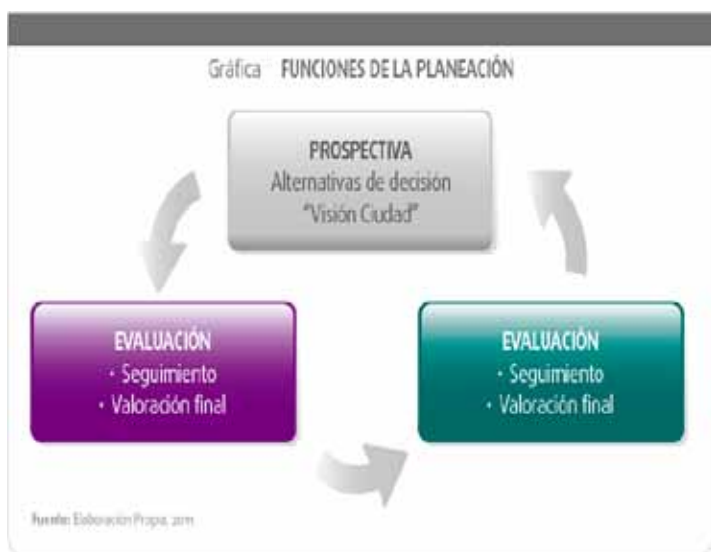 Gráfica FUNCIONES DE LA PLANEACIÓN
PROSPECTIVA
Alternativas de decisión
"Visión Ciudad"
EVALUACIÓN
· Seguimiento
· Valoración final
EVALUACIÓN
· Seguimiento
· Valoración final
Fuente: Elaboración Propia, 2011